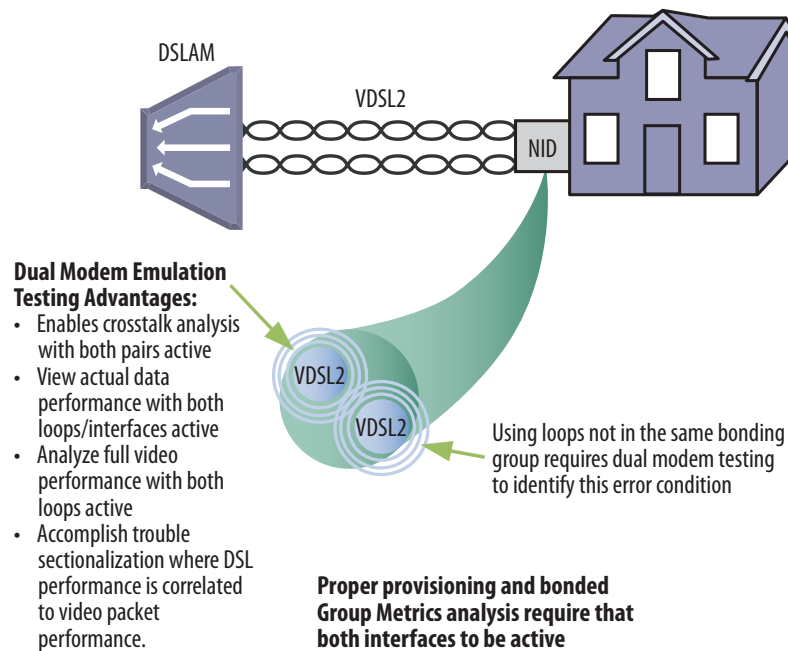 DSLAM
VDSL2
NID
Dual Modem Emulation
Testing Advantages:
• Enables crosstalk analysis
with both pairs active
• View actual data
performance with both
loops/interfaces active
• Analyze full video
performance with both
loops active
• Accomplish trouble
sectionalization where DSL
performance is correlated
to video packet
performance.
VDSL2
VDSL2
Using loops not in the same bonding
group requires dual modem testing
to identify this error condition
Proper provisioning and bonded
Group Metrics analysis require that
both interfaces to be active